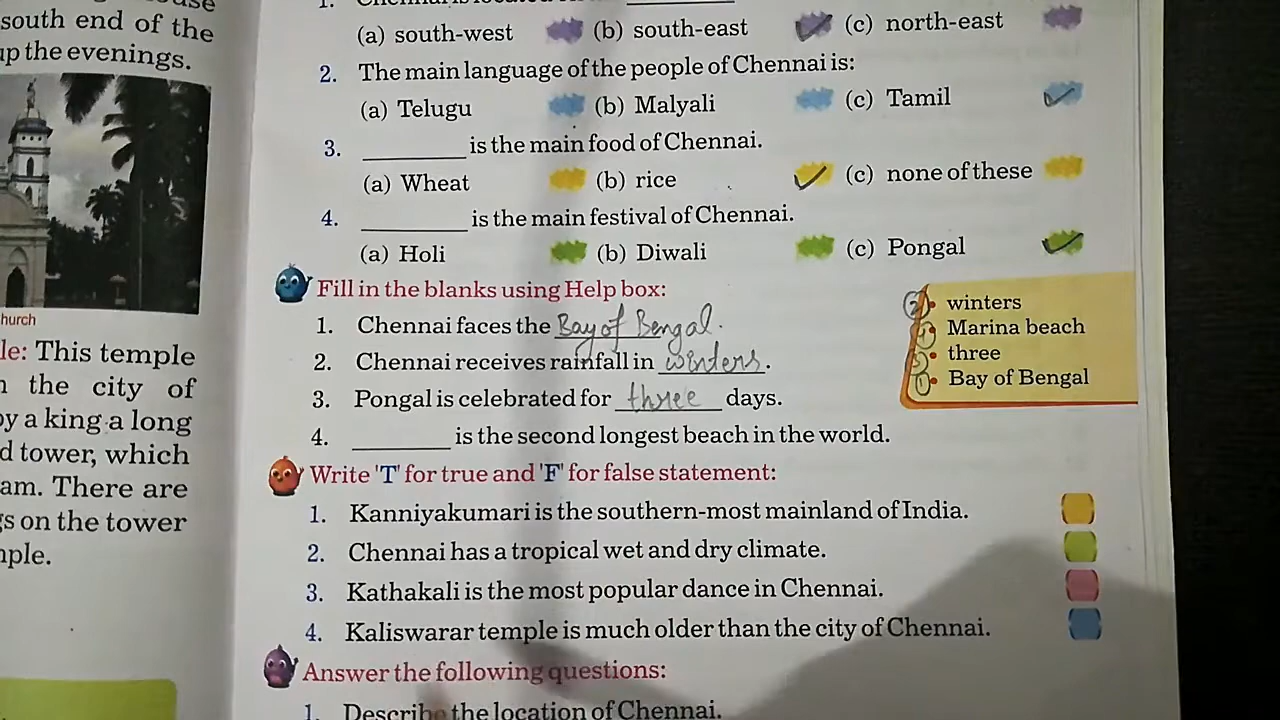 south end of the
up the evenings.
hurch
le: This temple
the city of
by a king a long
d tower, which
am. There are
gs on the tower
mple.
1.
(a) south-west (b) south-east (c) north-east
2. The main language of the people of Chennai is:
(a) Telugu (b) Malyali (c) Tamil
3. ________ is the main food of Chennai.
(a) Wheat (b) rice (c) none of these
4. ________ is the main festival of Chennai.
(a) Holi (b) Diwali (c) Pongal
Fill in the blanks using Help box:
1. Chennai faces the Bay of Bengal.
2. Chennai receives rainfall in winters.
3. Pongal is celebrated for three days.
4. ________ is the second longest beach in the world.
② • winters
④ • Marina beach
③ • three
① • Bay of Bengal
Write 'T' for true and 'F' for false statement:
1. Kanniyakumari is the southern-most mainland of India.
2. Chennai has a tropical wet and dry climate.
3. Kathakali is the most popular dance in Chennai.
4. Kaliswarar temple is much older than the city of Chennai.
Answer the following questions:
1. Describe the location of Chennai.